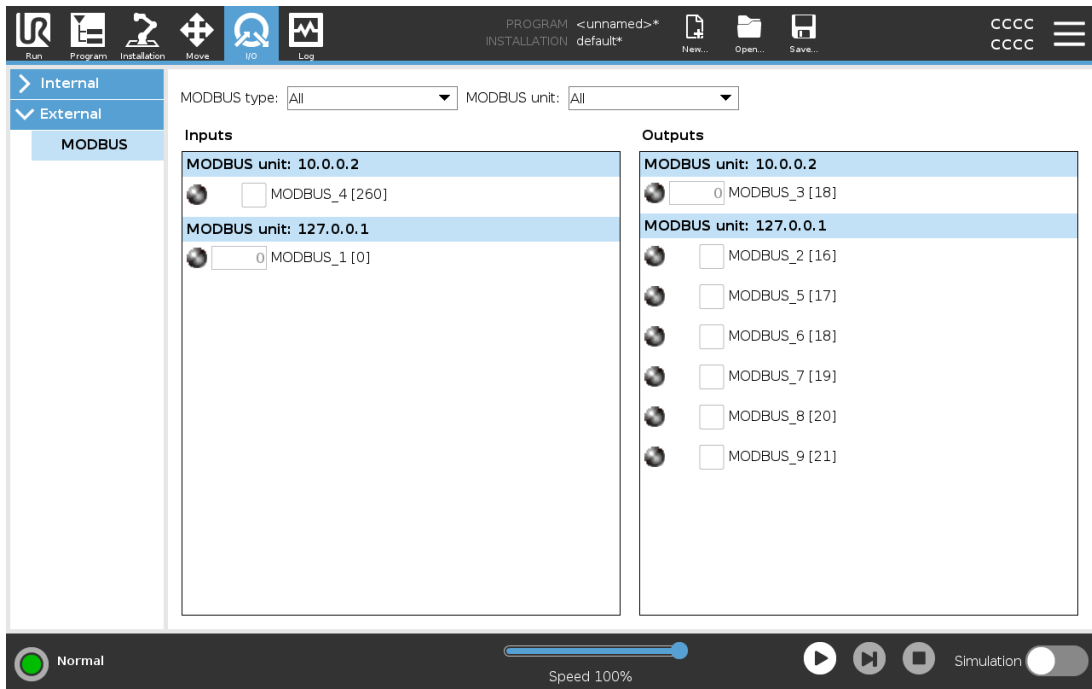 PROGRAM <unnamed>*
INSTALLATION default*
CCCC
CCCC
Run Program Installation Move I/O Log New... Open... Save...
Internal
External
MODBUS
MODBUS type: All MODBUS unit: All
Inputs
MODBUS unit: 10.0.0.2
MODBUS_4 [260]
MODBUS unit: 127.0.0.1
0 MODBUS_1 [0]
Outputs
MODBUS unit: 10.0.0.2
0 MODBUS_3 [18]
MODBUS unit: 127.0.0.1
MODBUS_2 [16]
MODBUS_5 [17]
MODBUS_6 [18]
MODBUS_7 [19]
MODBUS_8 [20]
MODBUS_9 [21]
Normal
Speed 100%
Simulation